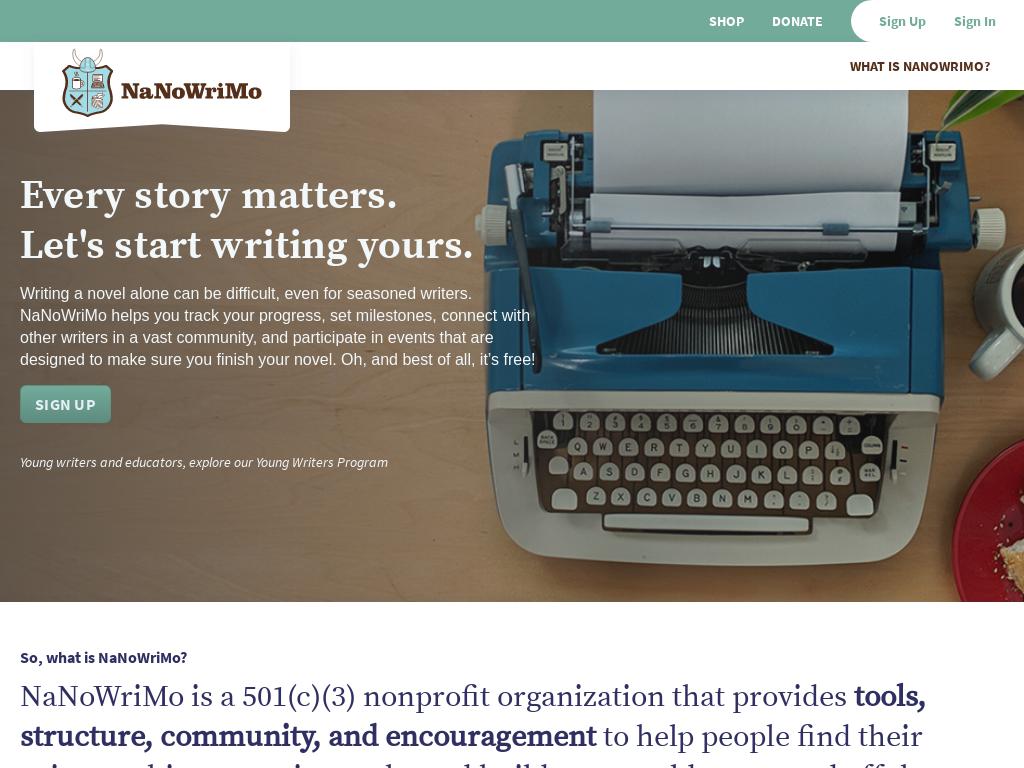 SHOP DONATE Sign Up Sign In
NaNoWriMo
WHAT IS NANOWRIMO?
Every story matters.
Let's start writing yours.
Writing a novel alone can be difficult, even for seasoned writers.
NaNoWriMo helps you track your progress, set milestones, connect with
other writers in a vast community, and participate in events that are
designed to make sure you finish your novel. Oh, and best of all, it's free!
SIGN UP
Young writers and educators, explore our Young Writers Program
BACK SPACE Q W E R T Y U I O P COLUMN
A S D F G H J K L
Z X C V B N M
So, what is NaNoWriMo?
NaNoWriMo is a 501(c)(3) nonprofit organization that provides tools,
structure, community, and encouragement to help people find their